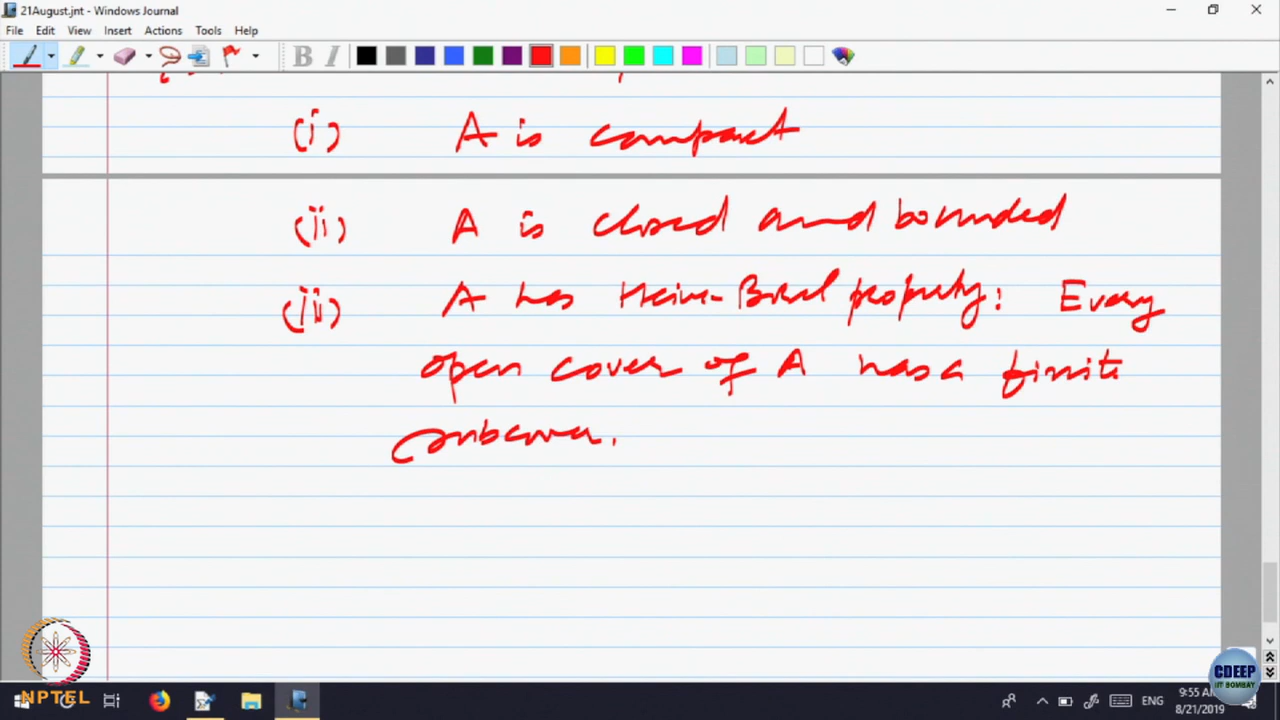 21August.jnt - Windows Journal
File Edit View Insert Actions Tools Help
B I
(i) A is compact
(ii) A is closed and bounded
(iii) A has Heine-Borel property: Every
open cover of A has a finite
subcover.
NPTEL
CDEEP
IIT BOMBAY
ENG
9:55 AM
8/21/2019